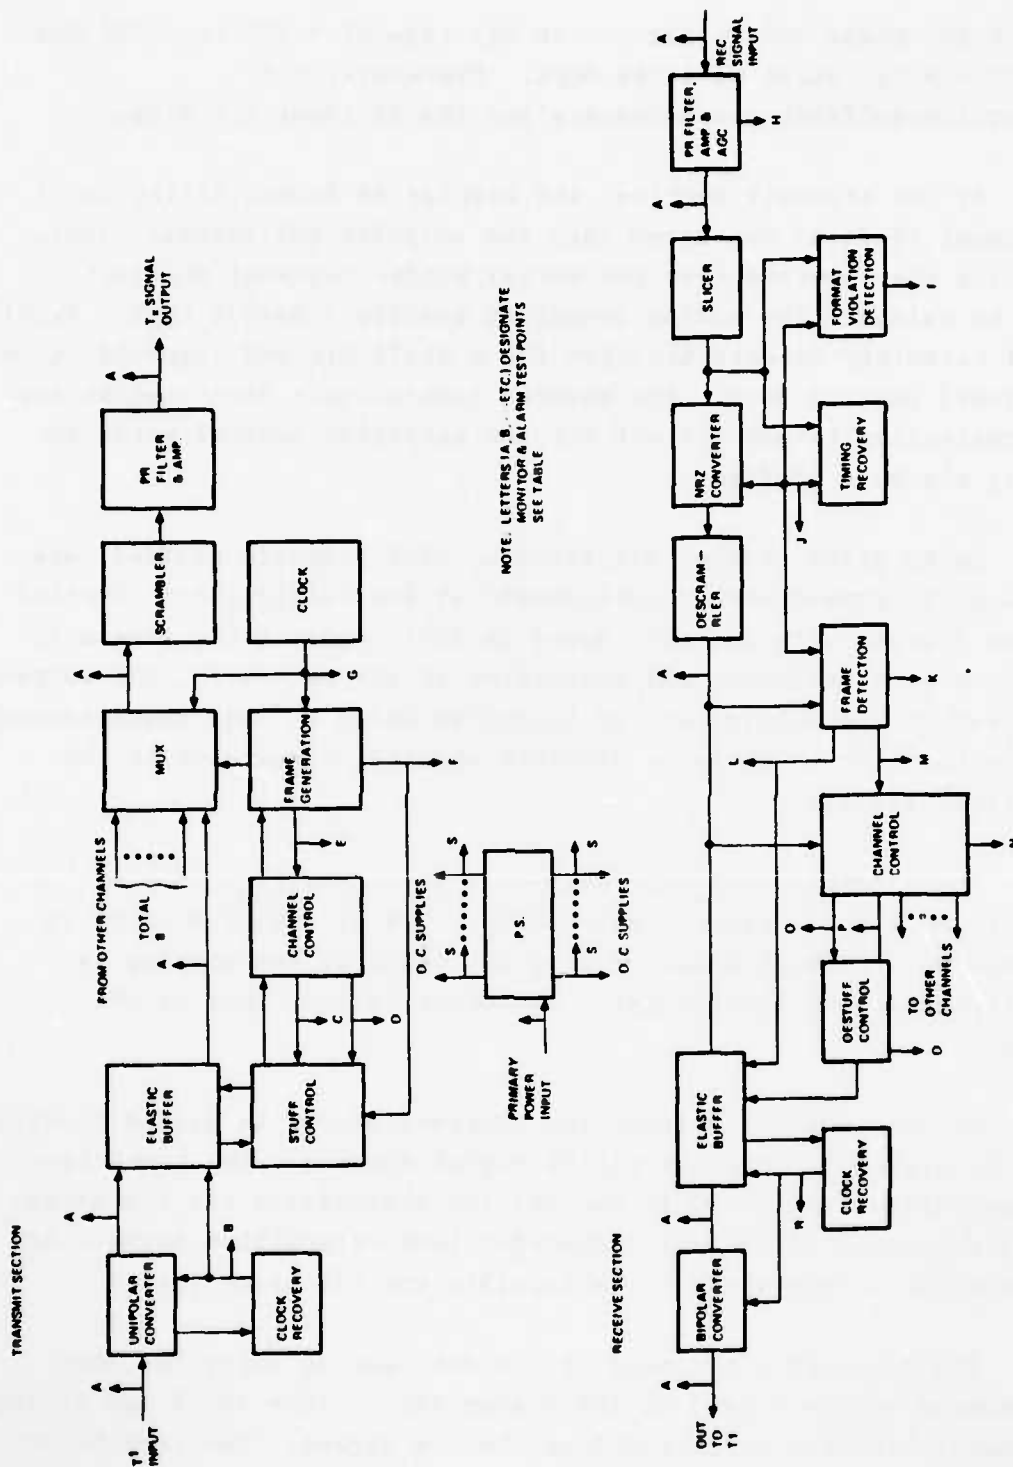 TRANSMIT SECTION
T1
INPUT
A
UNIPOLAR
CONVERTER
A
CLOCK
RECOVERY
B
ELASTIC
BUFFER
A
STUFF
CONTROL
C
D
CHANNEL
CONTROL
E
FROM OTHER CHANNELS
TOTAL
8
MUX
A
FRAME
GENERATION
F
G
SCRAMBLER
CLOCK
PR
FILTER
& AMP.
A
SIGNAL
OUTPUT
PRIMARY
POWER
INPUT
P.S.
D.C. SUPPLIES
S
S
D.C. SUPPLIES
S
S
NOTE. LETTERS (A, B, . . ETC.) DESIGNATE
MONITOR & ALARM TEST POINTS
SEE TABLE
RECEIVE SECTION
OUT
TO
T1
A
BIPOLAR
CONVERTER
A
ELASTIC
BUFFER
R
CLOCK
RECOVERY
DESTUFF
CONTROL
O
P
TO
OTHER
CHANNELS
CHANNEL
CONTROL
N
L
M
FRAME
DETECTION
K
A
DESCRAM-
NRZ
CONVERTER
J
TIMING
RECOVERY
SLICER
FORMAT
VIOLATION
DETECTION
I
A
PR FILTER,
AMP &
AGC
H
A
REC
SIGNAL
INPUT